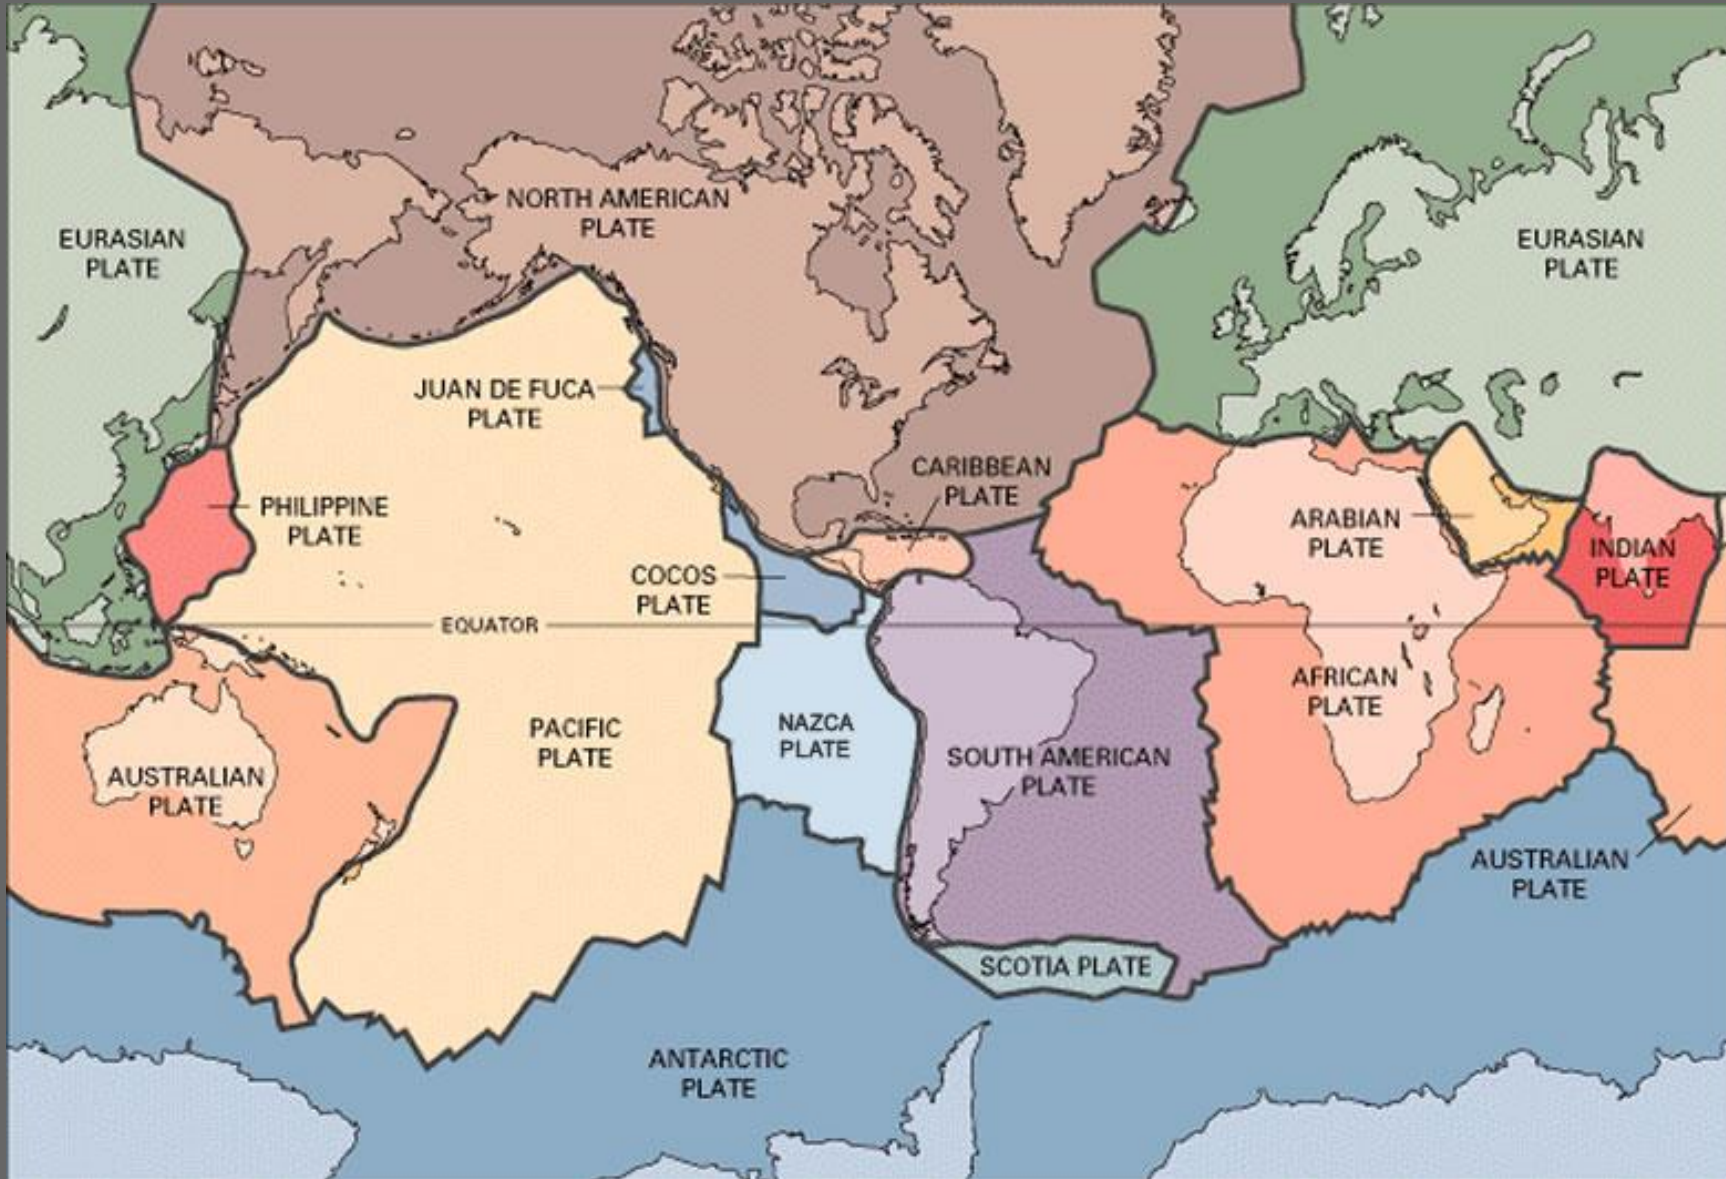 NORTH AMERICAN
PLATE
EURASIAN
PLATE
EURASIAN
PLATE
JUAN DE FUCA
PLATE
CARIBBEAN
PLATE
PHILIPPINE
PLATE
ARABIAN
PLATE
INDIAN
PLATE
COCOS
PLATE
EQUATOR
AFRICAN
PLATE
PACIFIC
PLATE
NAZCA
PLATE
SOUTH AMERICAN
PLATE
AUSTRALIAN
PLATE
AUSTRALIAN
PLATE
SCOTIA PLATE
ANTARCTIC
PLATE